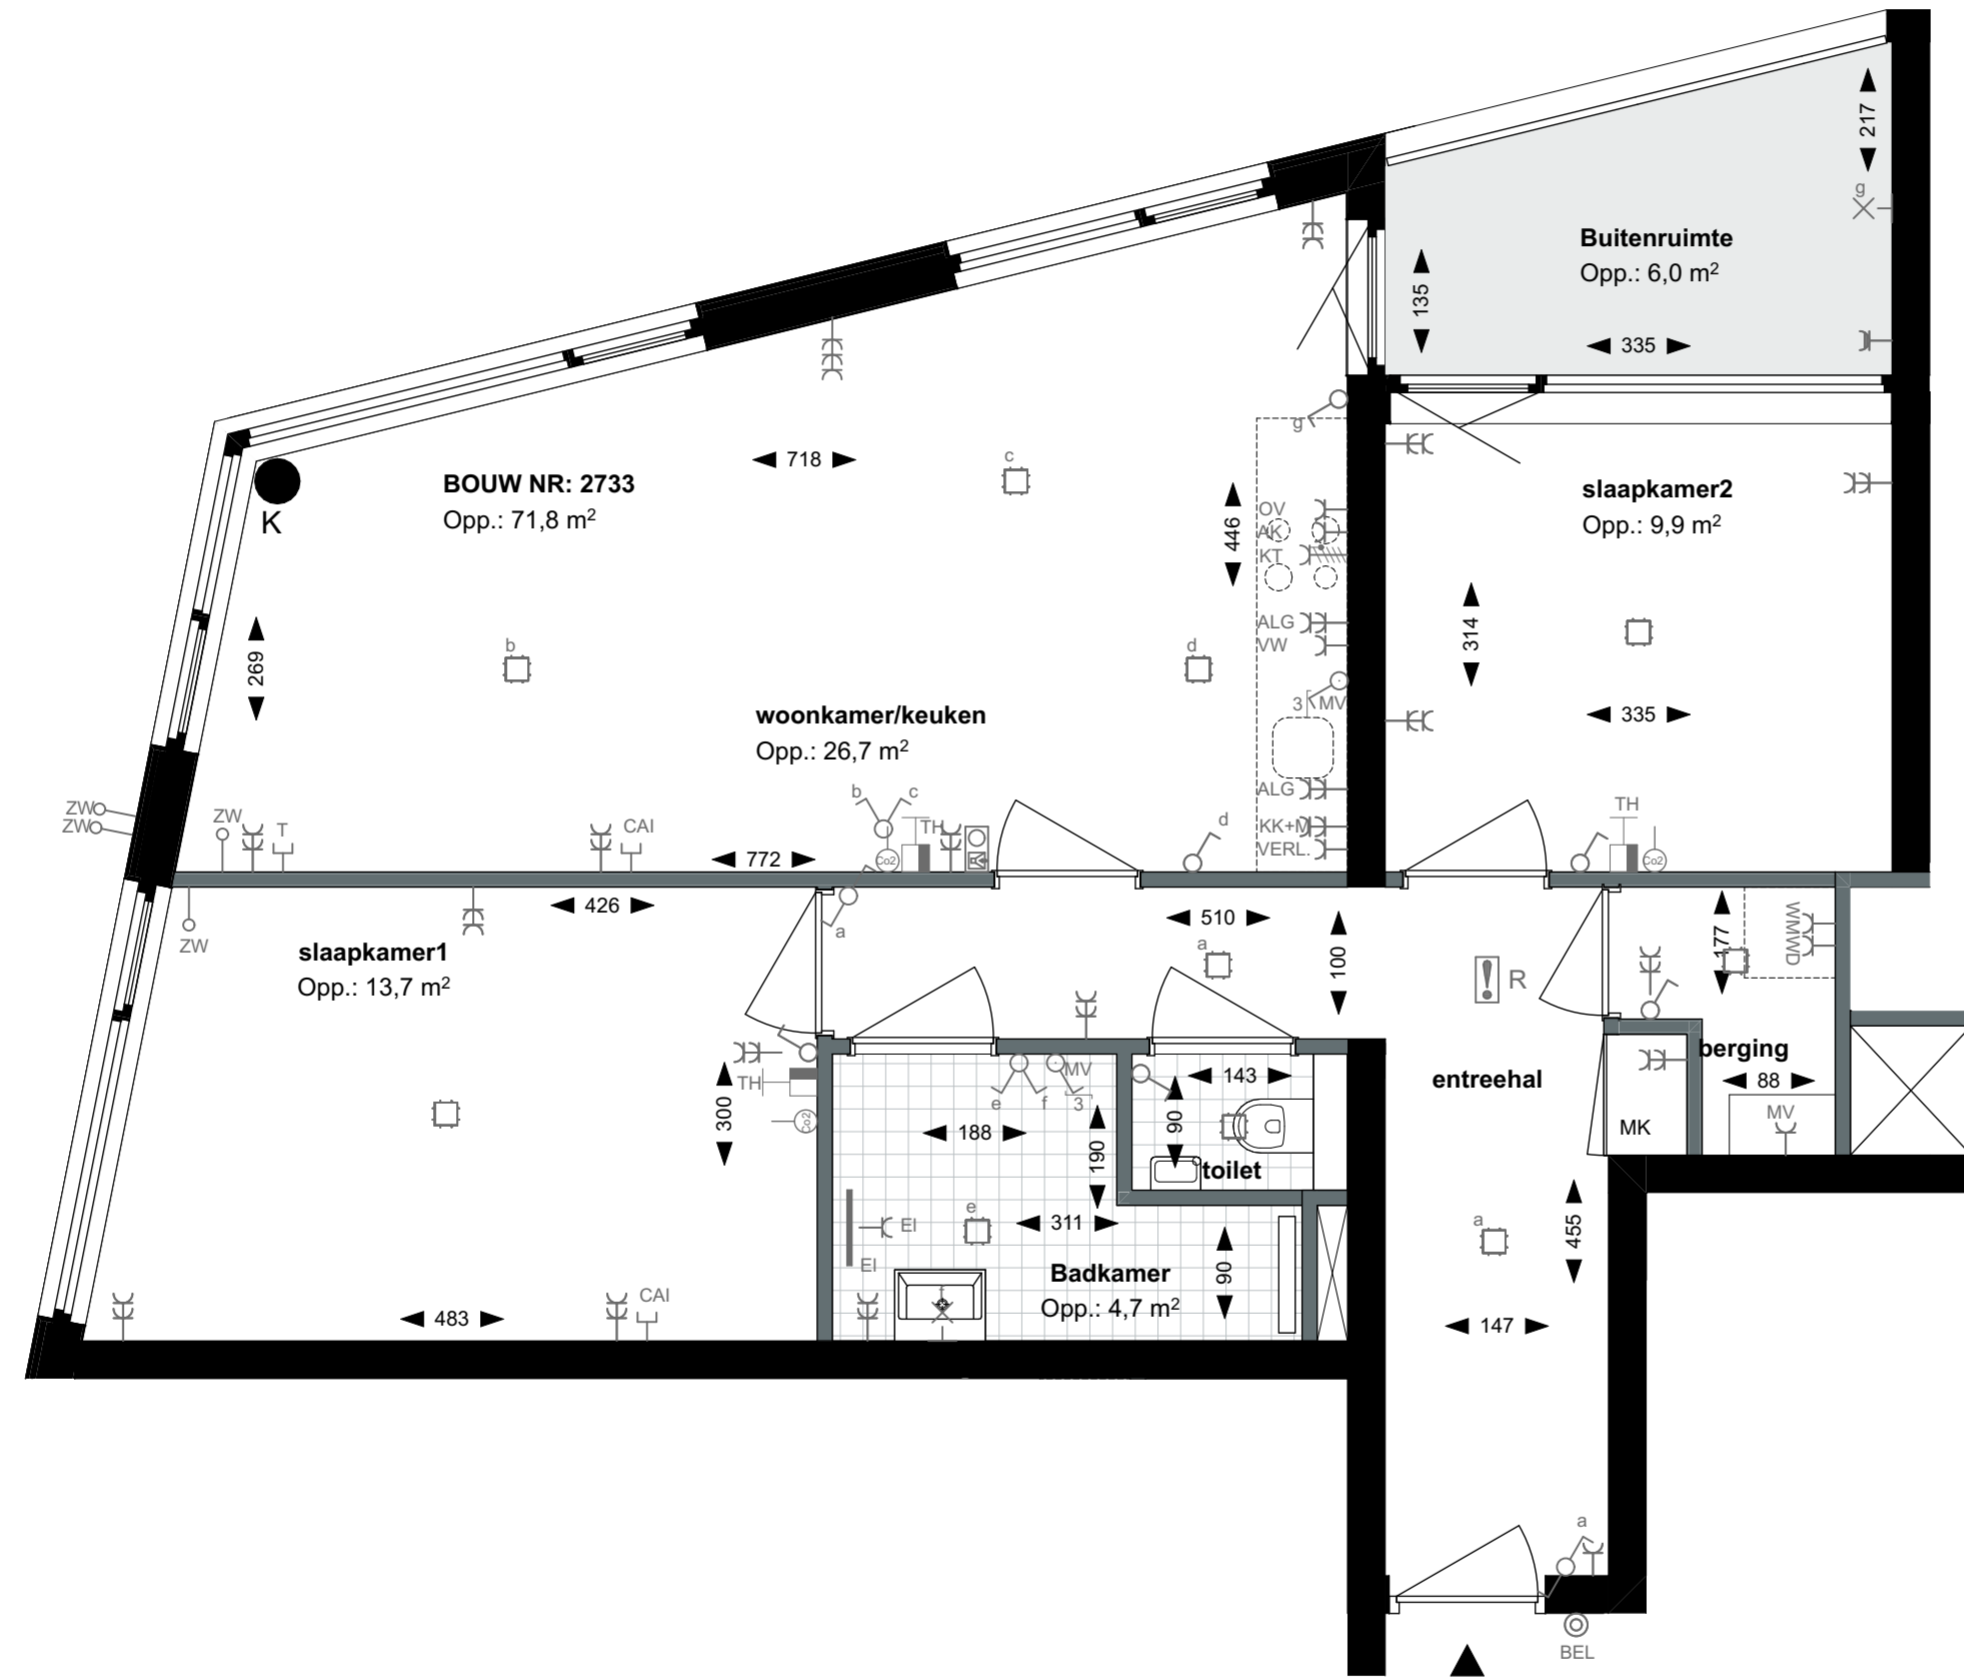 217
g
Buitenruimte
Opp.: 6,0 m²
135
335
g
718
c
BOUW NR: 2733
Opp.: 71,8 m²
K
slaapkamer2
Opp.: 9,9 m²
446
OV
AK
KT
ALG
VW
314
b
d
269
3
MV
woonkamer/keuken
Opp.: 26,7 m²
335
ALG
b
c
ZW
ZW
ZW
T
CAI
TH
d
KK+M
VERL.
TH
Co2
Co2
772
426
510
a
ZW
slaapkamer1
Opp.: 13,7 m²
a
100
R
177
WMWD
berging
88
MV
entreehal
MK
TH
300
Co2
MV
e
f
3
143
90
188
190
toilet
e
EI
EI
311
Badkamer
Opp.: 4,7 m²
90
a
455
147
CAI
483
a
BEL